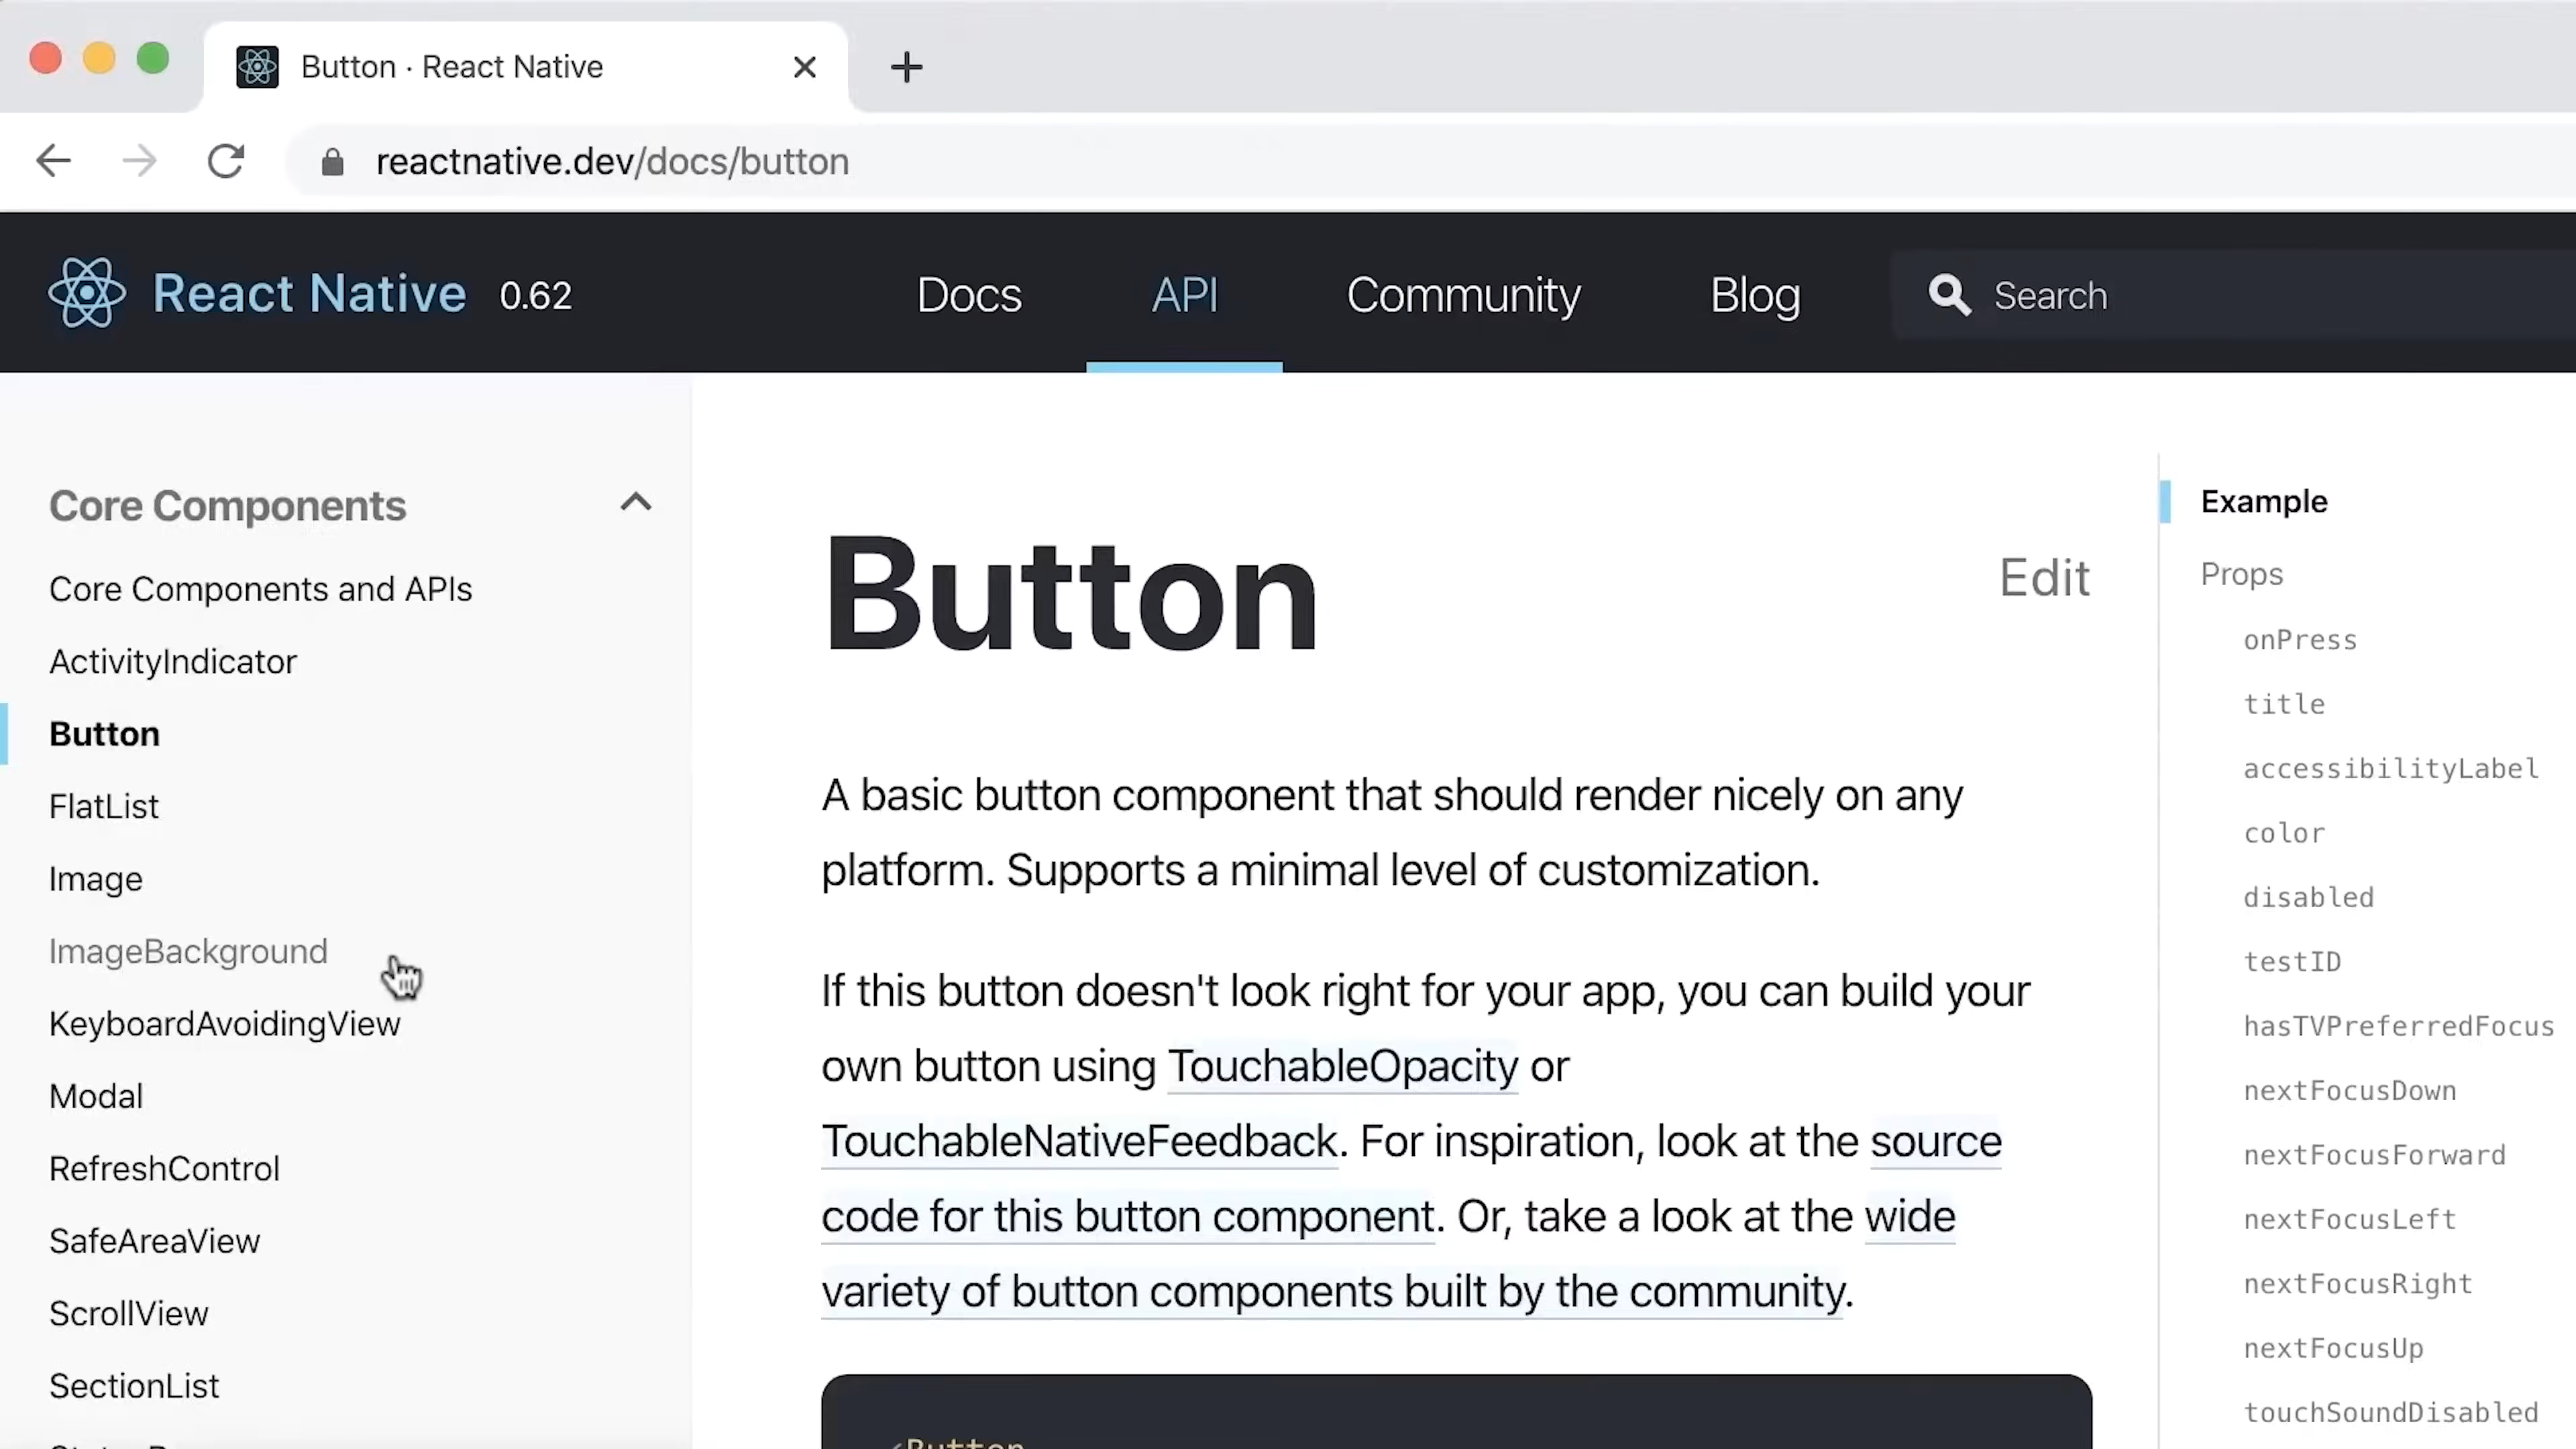 Button · React Native
reactnative.dev/docs/button
React Native 0.62
Docs
API
Community
Blog
Search
Core Components
Core Components and APIs
ActivityIndicator
Button
FlatList
Image
ImageBackground
KeyboardAvoidingView
Modal
RefreshControl
SafeAreaView
ScrollView
SectionList
Button
Edit
A basic button component that should render nicely on any
platform. Supports a minimal level of customization.
If this button doesn't look right for your app, you can build your
own button using TouchableOpacity or
TouchableNativeFeedback. For inspiration, look at the source
code for this button component. Or, take a look at the wide
variety of button components built by the community.
<Button
Example
Props
onPress
title
accessibilityLabel
color
disabled
testID
hasTVPreferredFocus
nextFocusDown
nextFocusForward
nextFocusLeft
nextFocusRight
nextFocusUp
touchSoundDisabled